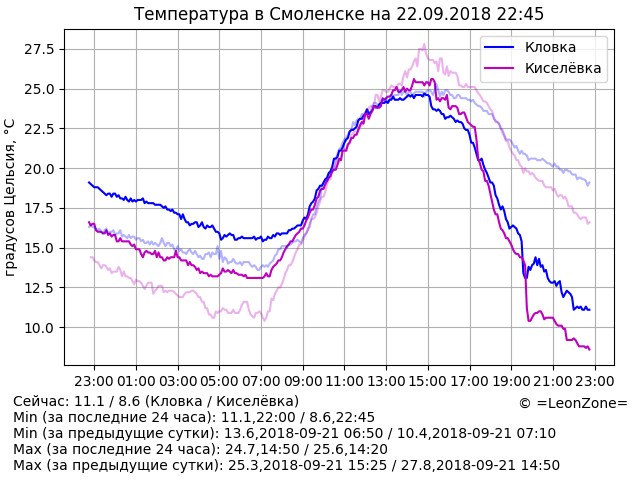 Температура в Смоленске на 22.09.2018 22:45
Кловка
Киселёвка
градусов Цельсия, °C
27.5
25.0
22.5
20.0
17.5
15.0
12.5
10.0
23:00 01:00 03:00 05:00 07:00 09:00 11:00 13:00 15:00 17:00 19:00 21:00 23:00
Сейчас: 11.1 / 8.6 (Кловка / Киселёвка)
© =LeonZone=
Min (за последние 24 часа): 11.1,22:00 / 8.6,22:45
Min (за предыдущие сутки): 13.6,2018-09-21 06:50 / 10.4,2018-09-21 07:10
Max (за последние 24 часа): 24.7,14:50 / 25.6,14:20
Max (за предыдущие сутки): 25.3,2018-09-21 15:25 / 27.8,2018-09-21 14:50